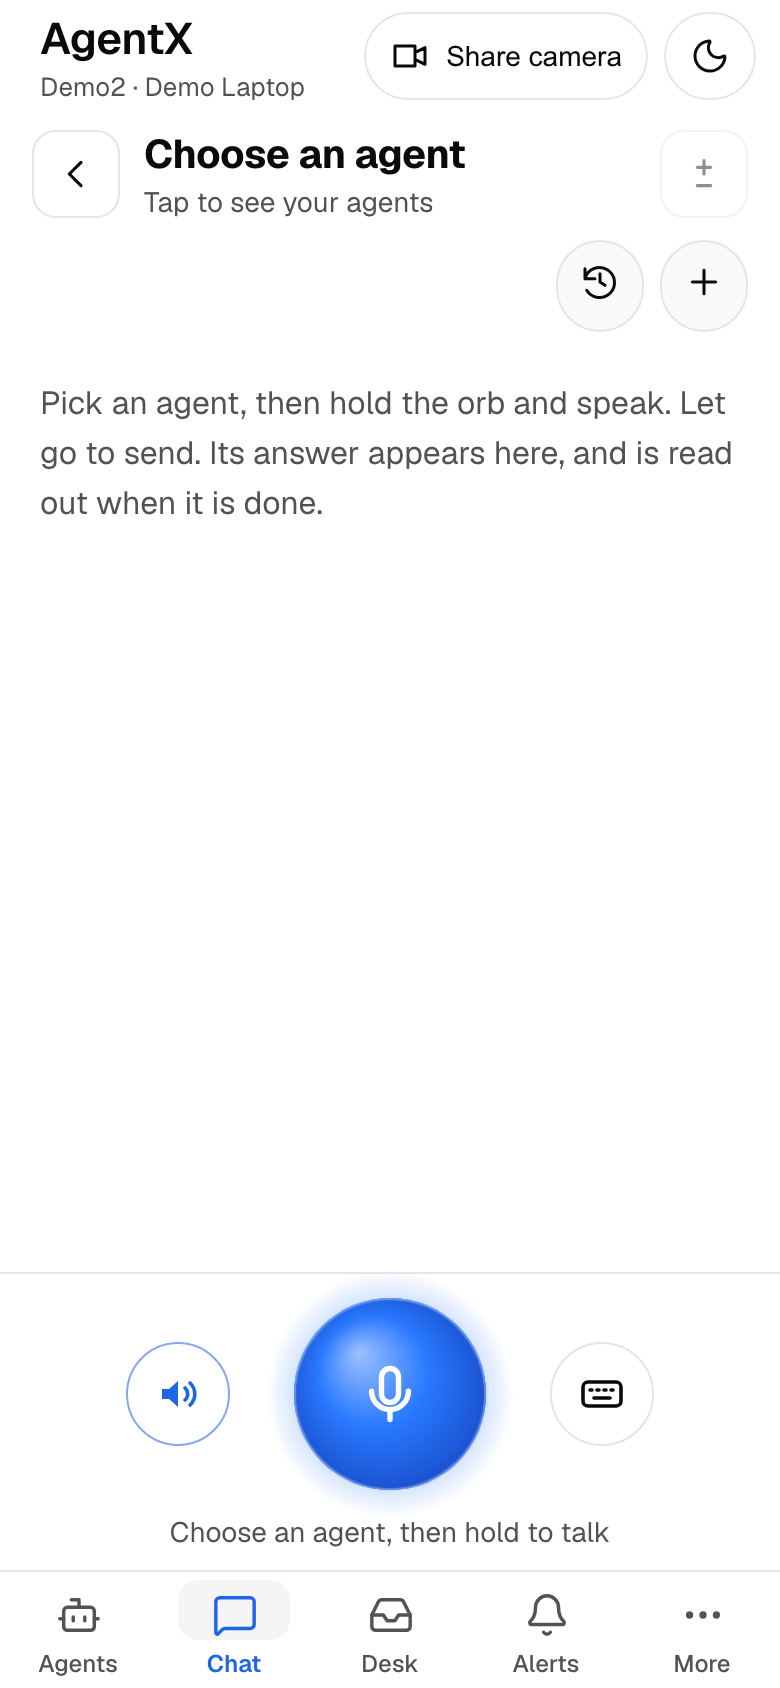 AgentX
Demo2 · Demo Laptop
Share camera
Choose an agent
Tap to see your agents
Pick an agent, then hold the orb and speak. Let
go to send. Its answer appears here, and is read
out when it is done.
Choose an agent, then hold to talk
Agents
Chat
Desk
Alerts
More